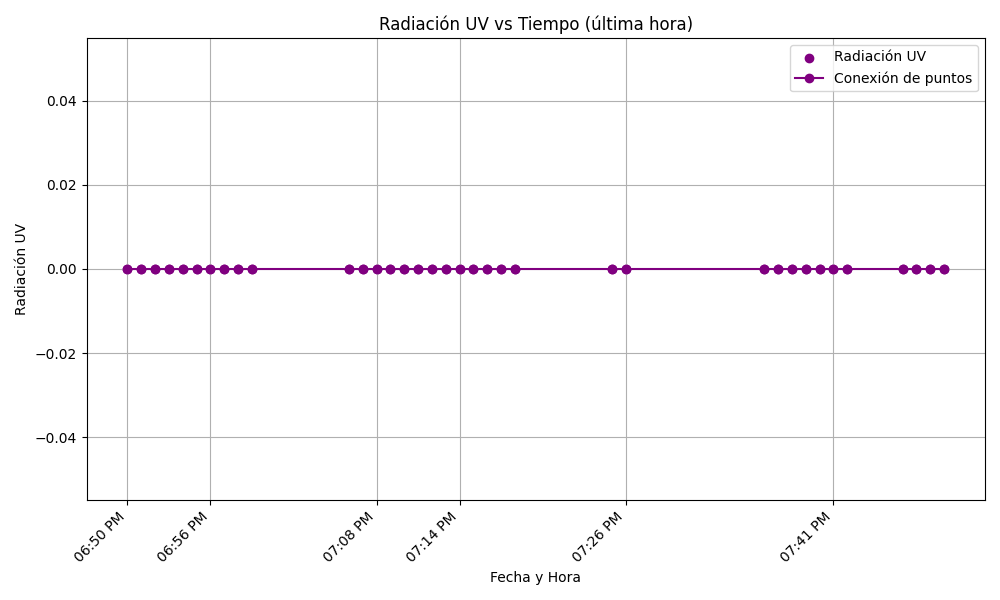 Radiación UV vs Tiempo (última hora)
Radiación UV
Conexión de puntos
0.04
0.02
0.00
−0.02
−0.04
Radiación UV
06:50 PM
06:56 PM
07:08 PM
07:14 PM
07:26 PM
07:41 PM
Fecha y Hora